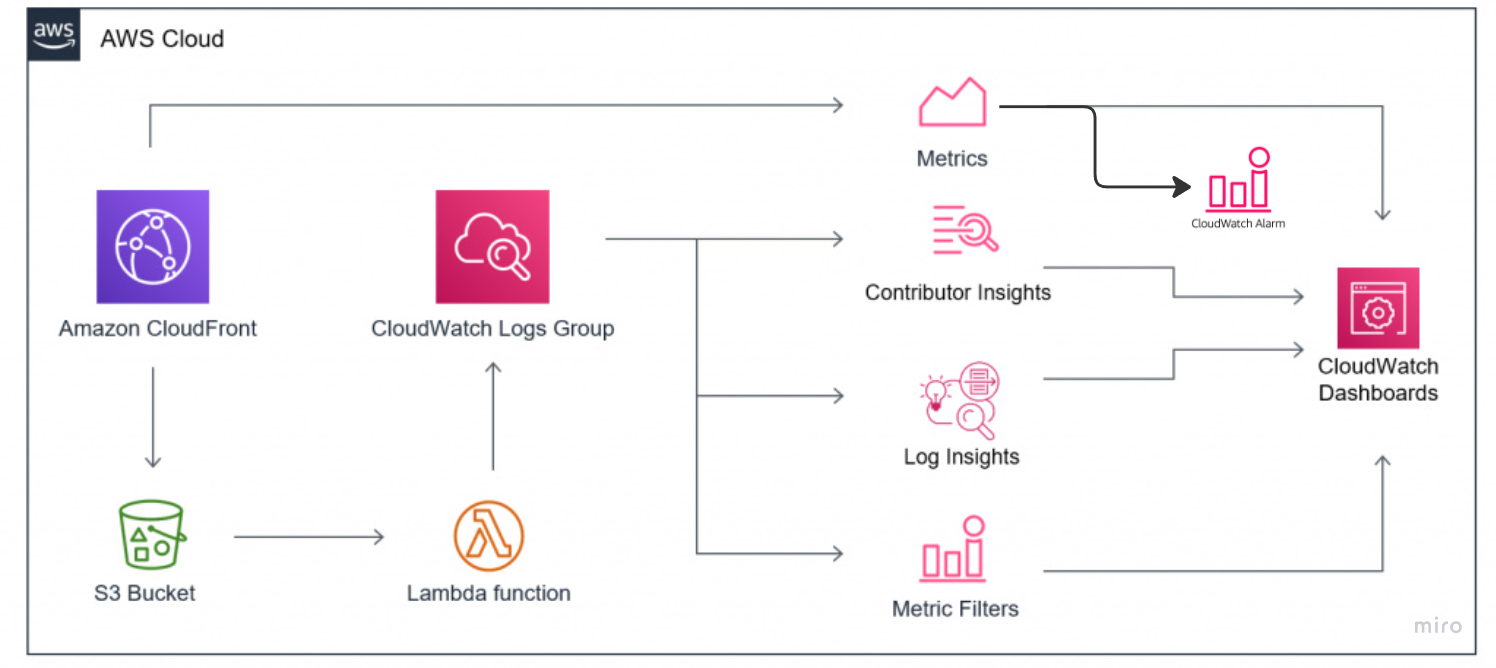 aws
AWS Cloud
Metrics
CloudWatch Alarm
Contributor Insights
Amazon CloudFront
CloudWatch Logs Group
CloudWatch
Dashboards
Log Insights
S3 Bucket
Lambda function
Metric Filters
miro